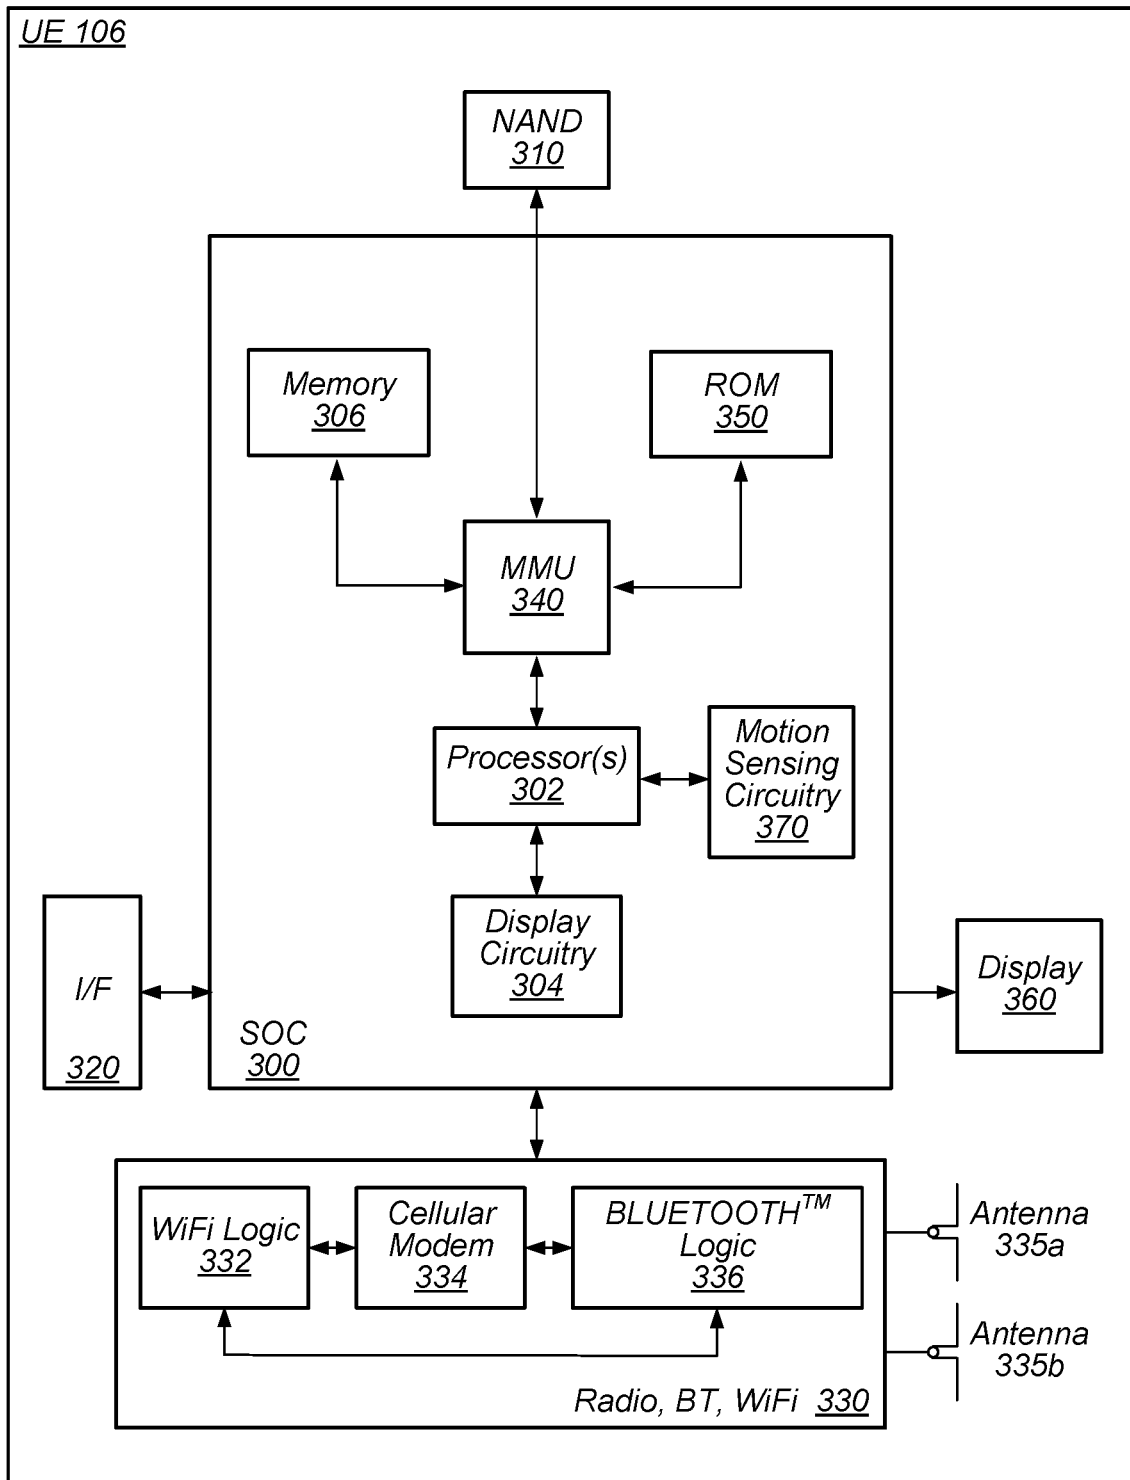 UE 106
NAND
310
Memory
306
ROM
350
MMU
340
Processor(s)
302
Motion
Sensing
Circuitry
370
Display
Circuitry
304
I/F
320
SOC
300
Display
360
WiFi Logic
332
Cellular
Modem
334
BLUETOOTH™
Logic
336
Antenna
335a
Antenna
335b
Radio, BT, WiFi 330